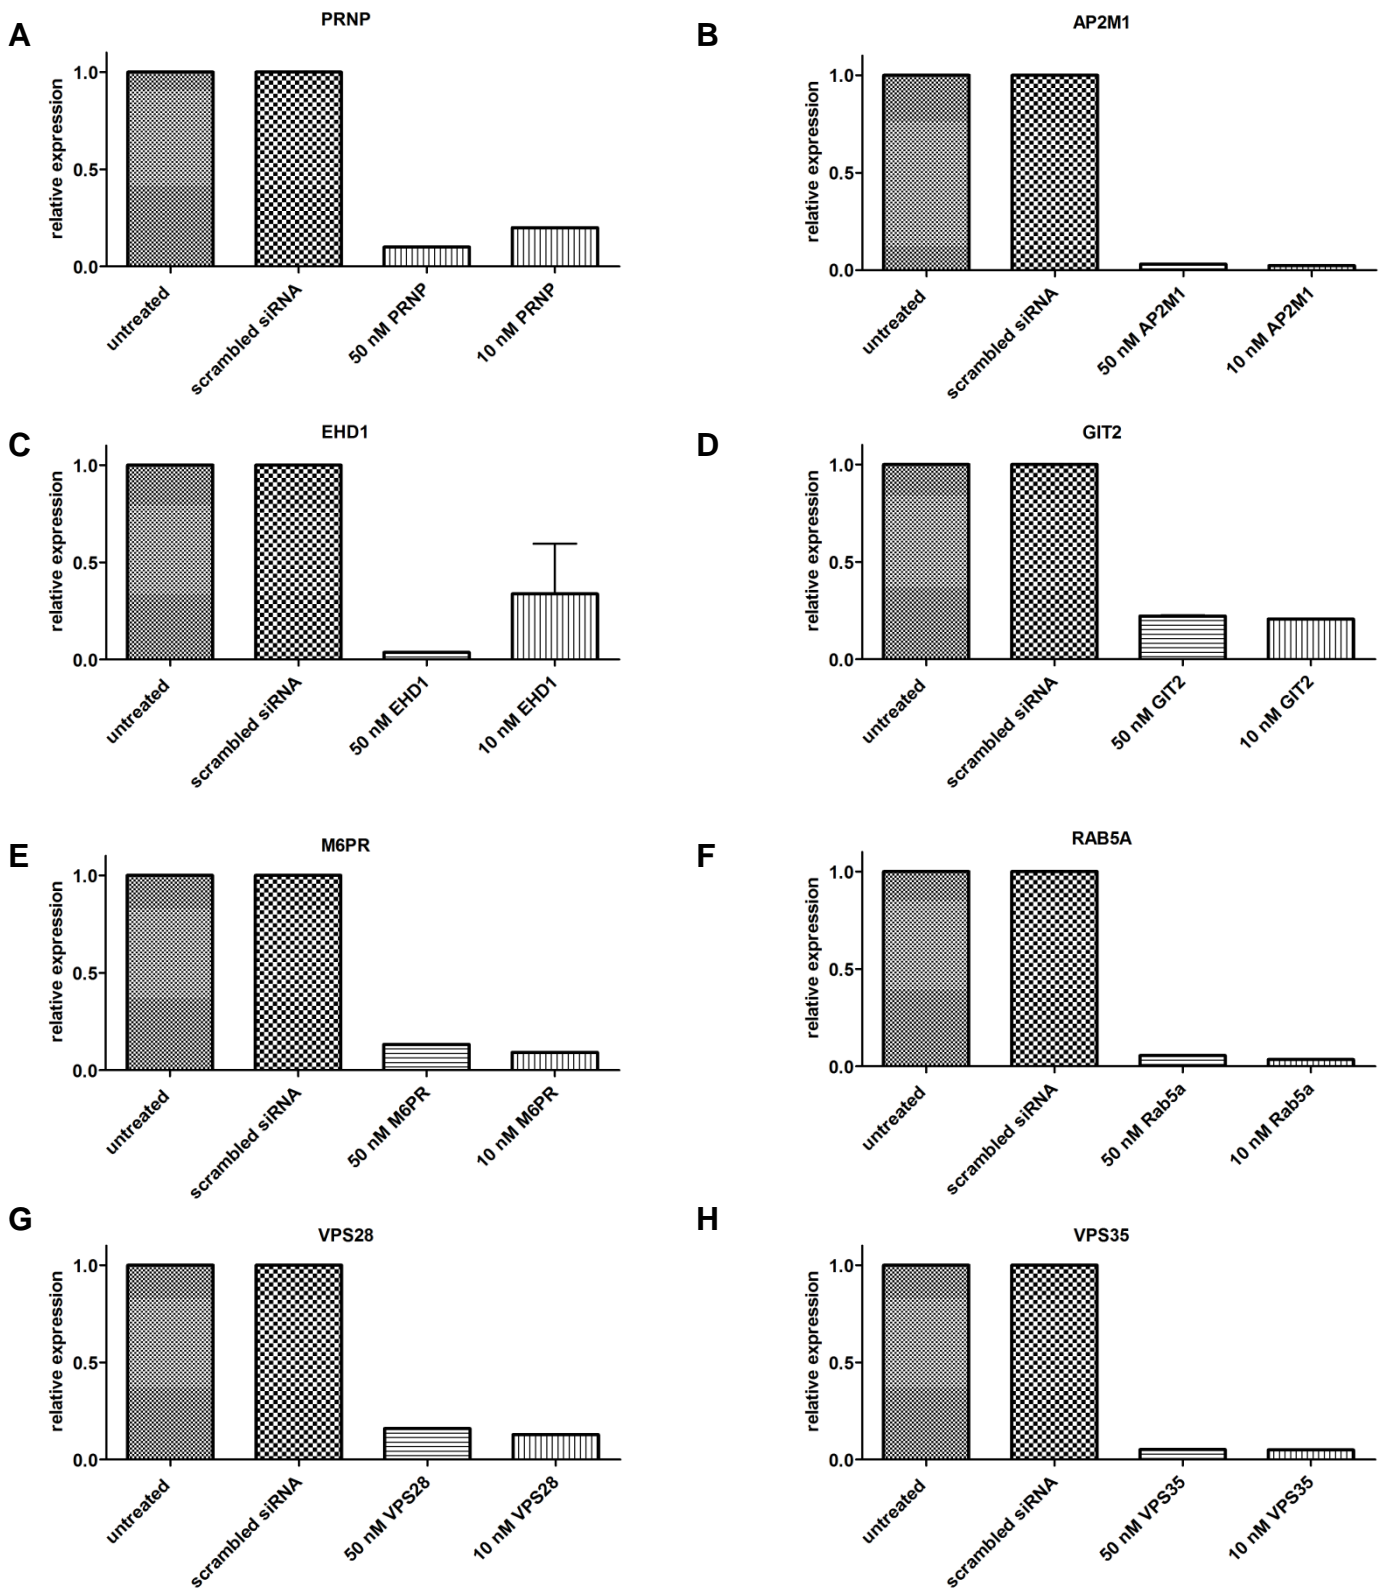 A
PRNP
relative expression
1.0
0.5
0.0
untreated
scrambled siRNA
50 nM PRNP
10 nM PRNP
B
AP2M1
relative expression
1.0
0.5
0.0
untreated
scrambled siRNA
50 nM AP2M1
10 nM AP2M1
C
EHD1
relative expression
1.0
0.5
0.0
untreated
scrambled siRNA
50 nM EHD1
10 nM EHD1
D
GIT2
relative expression
1.0
0.5
0.0
untreated
scrambled siRNA
50 nM GIT2
10 nM GIT2
E
M6PR
relative expression
1.0
0.5
0.0
untreated
scrambled siRNA
50 nM M6PR
10 nM M6PR
F
RAB5A
relative expression
1.0
0.5
0.0
untreated
scrambled siRNA
50 nM Rab5a
10 nM Rab5a
G
VPS28
relative expression
1.0
0.5
0.0
untreated
scrambled siRNA
50 nM VPS28
10 nM VPS28
H
VPS35
relative expression
1.0
0.5
0.0
untreated
scrambled siRNA
50 nM VPS35
10 nM VPS35